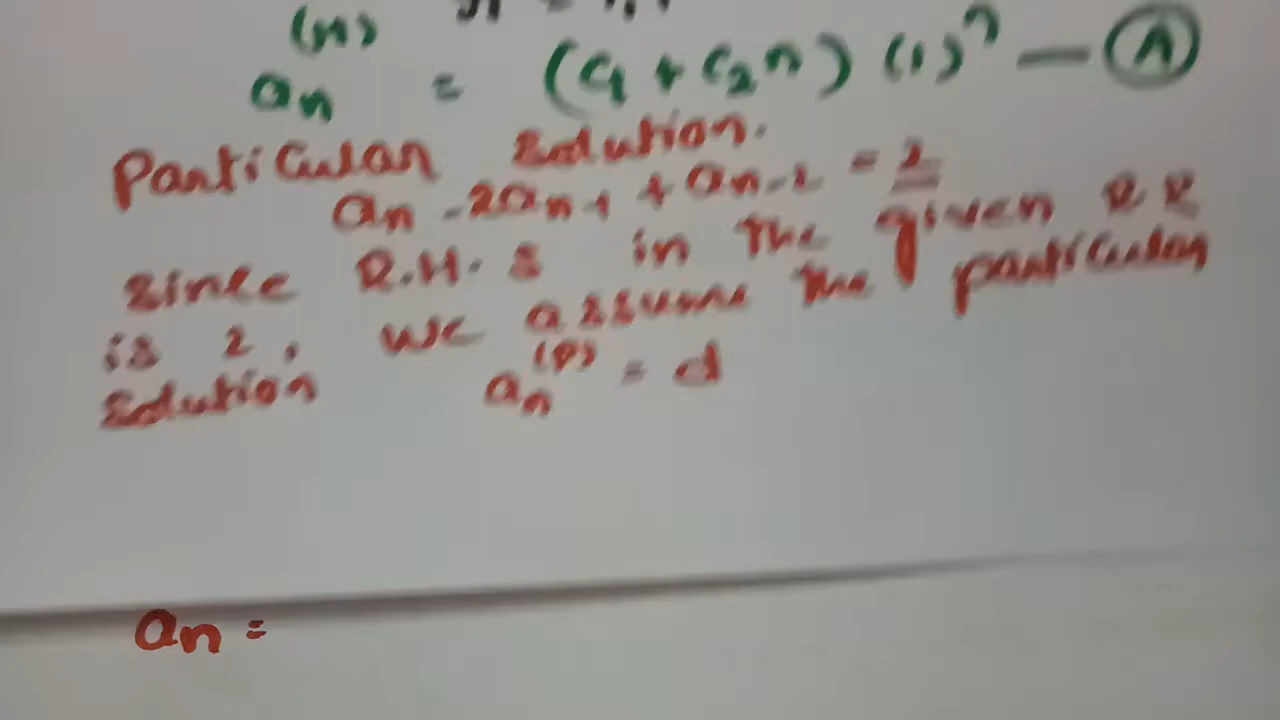 (H)
an = (C1 + C2n) (1)^n — (A)
Particular solution.
an - 2an-1 + an-2 = 2
Since R.H.S in the given RR
is 2, we assume the particular
solution an^(P) = d
an =